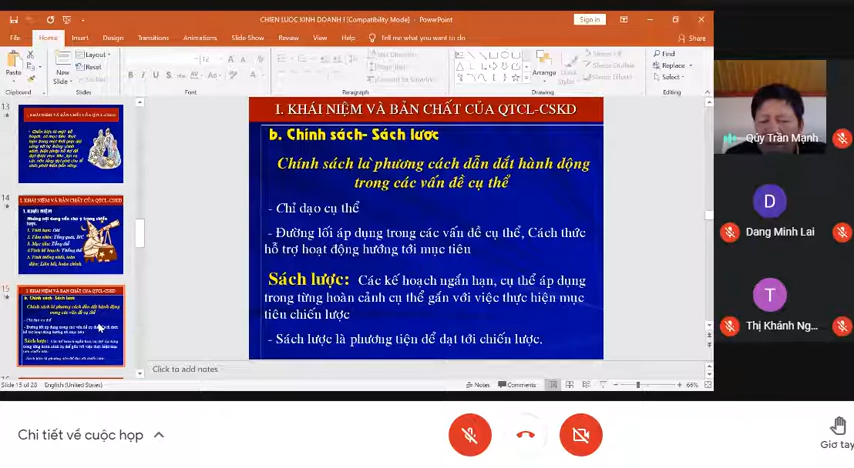 CHIEN LUOC KINH DOANH I [Compatibility Mode] - PowerPoint
Sign in
File Home Insert Design Transitions Animations Slide Show Review View Help Tell me what you want to do Share
Paste
Clipboard
New
Slide
Layout
Reset
Font
Paragraph
Arrange
Drawing
Find
Replace
Select
Editing
13
14
15
I. KHÁI NIỆM VÀ BẢN CHẤT CỦA QTCL-CSKD
b. Chính sách- Sách lược
Chính sách là phương cách dẫn dắt hành động
trong các vấn đề cụ thể
- Chỉ đạo cụ thể
- Đường lối áp dụng trong các vấn đề cụ thể, Cách thức
hỗ trợ hoạt động hướng tới mục tiên
Sách lược: Các kế hoạch ngắn hạn, cụ thể áp dụng
trong từng hoàn cảnh cụ thể gắn với việc thực hiện mục
tiêu chiến lược
- Sách lược là phương tiện để đạt tới chiến lược.
Click to add notes
Slide 15 of 20 English (United States)
Notes Comments 66%
Qúy Trần Mạnh
D
Dang Minh Lai
T
Thị Khánh Ng...
Chi tiết về cuộc họp
Giơ tay